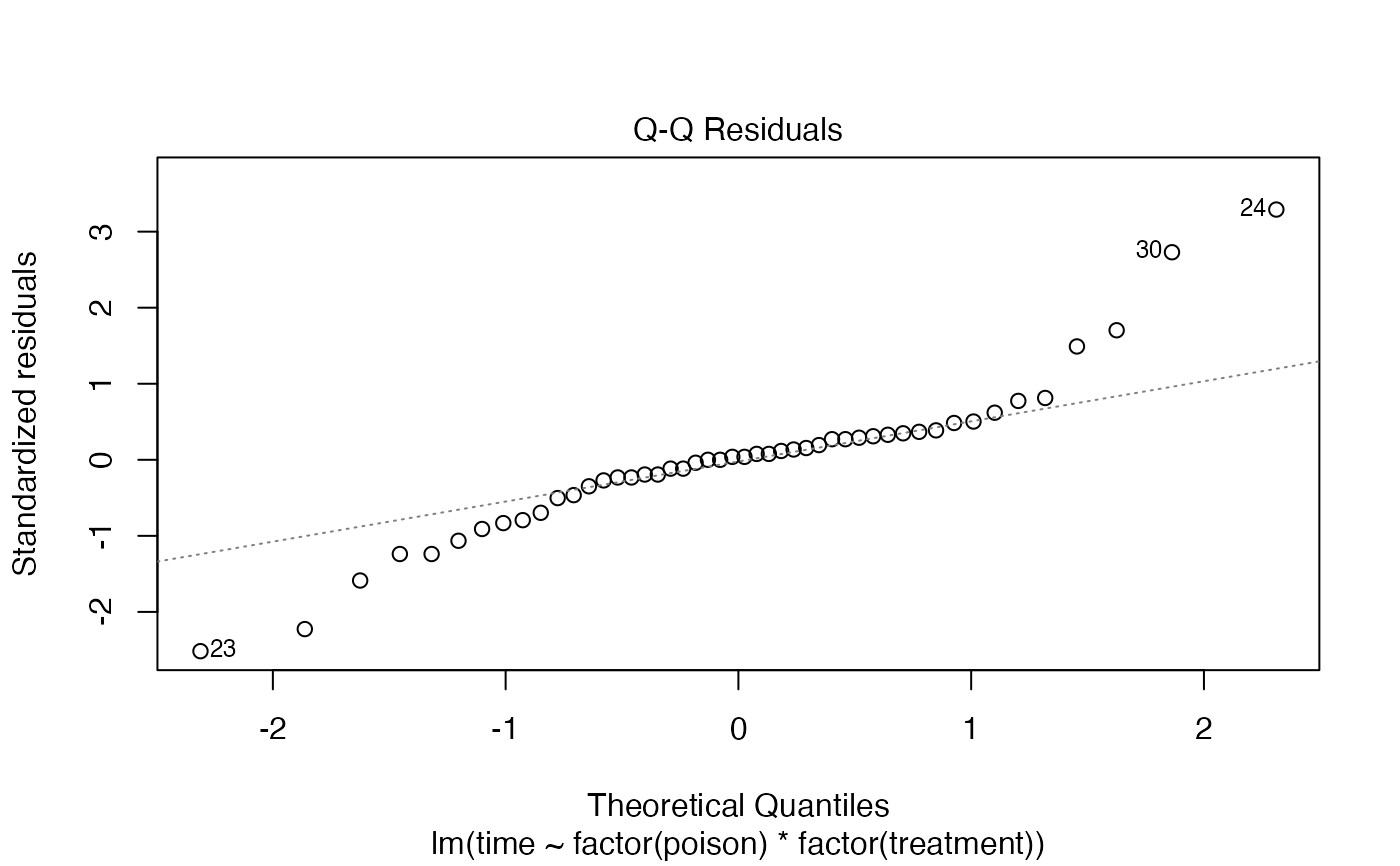 Q-Q Residuals
Standardized residuals
3
2
1
0
-1
-2
24
30
23
-2 -1 0 1 2
Theoretical Quantiles
lm(time ~ factor(poison) * factor(treatment))